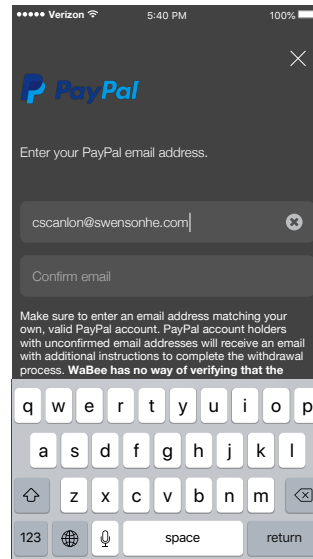 Verizon 5:40 PM 100%
PayPal
Enter your PayPal email address.
cscanlon@swensonhe.com
Confirm email
Make sure to enter an email address matching your
own, valid PayPal account. PayPal account holders
with unconfirmed email addresses will receive an email
with additional instructions to complete the withdrawal
process. WaBee has no way of verifying that the
q w e r t y u i o p
a s d f g h j k l
z x c v b n m
123 space return